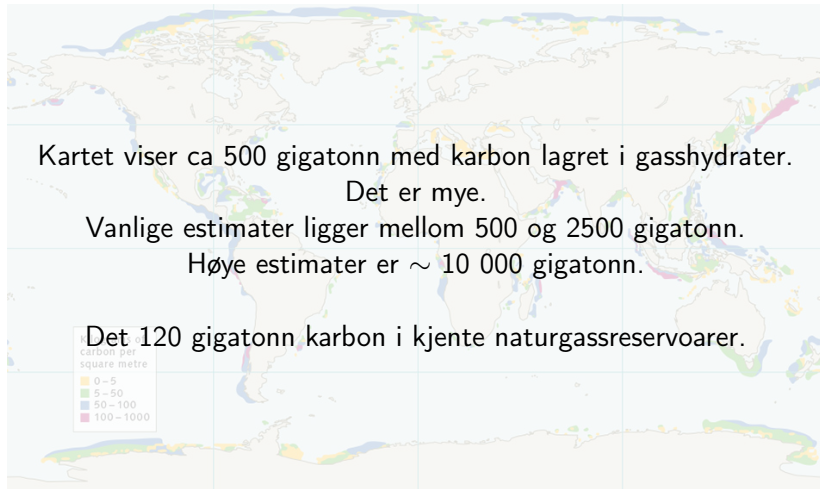 Kartet viser ca 500 gigatonn med karbon lagret i gasshydrater.
Det er mye.
Vanlige estimater ligger mellom 500 og 2500 gigatonn.
Høye estimater er ∼ 10 000 gigatonn.
Det 120 gigatonn karbon i kjente naturgassreservoarer.
carbon per
square metre
0–5
5–50
50–100
100–1000